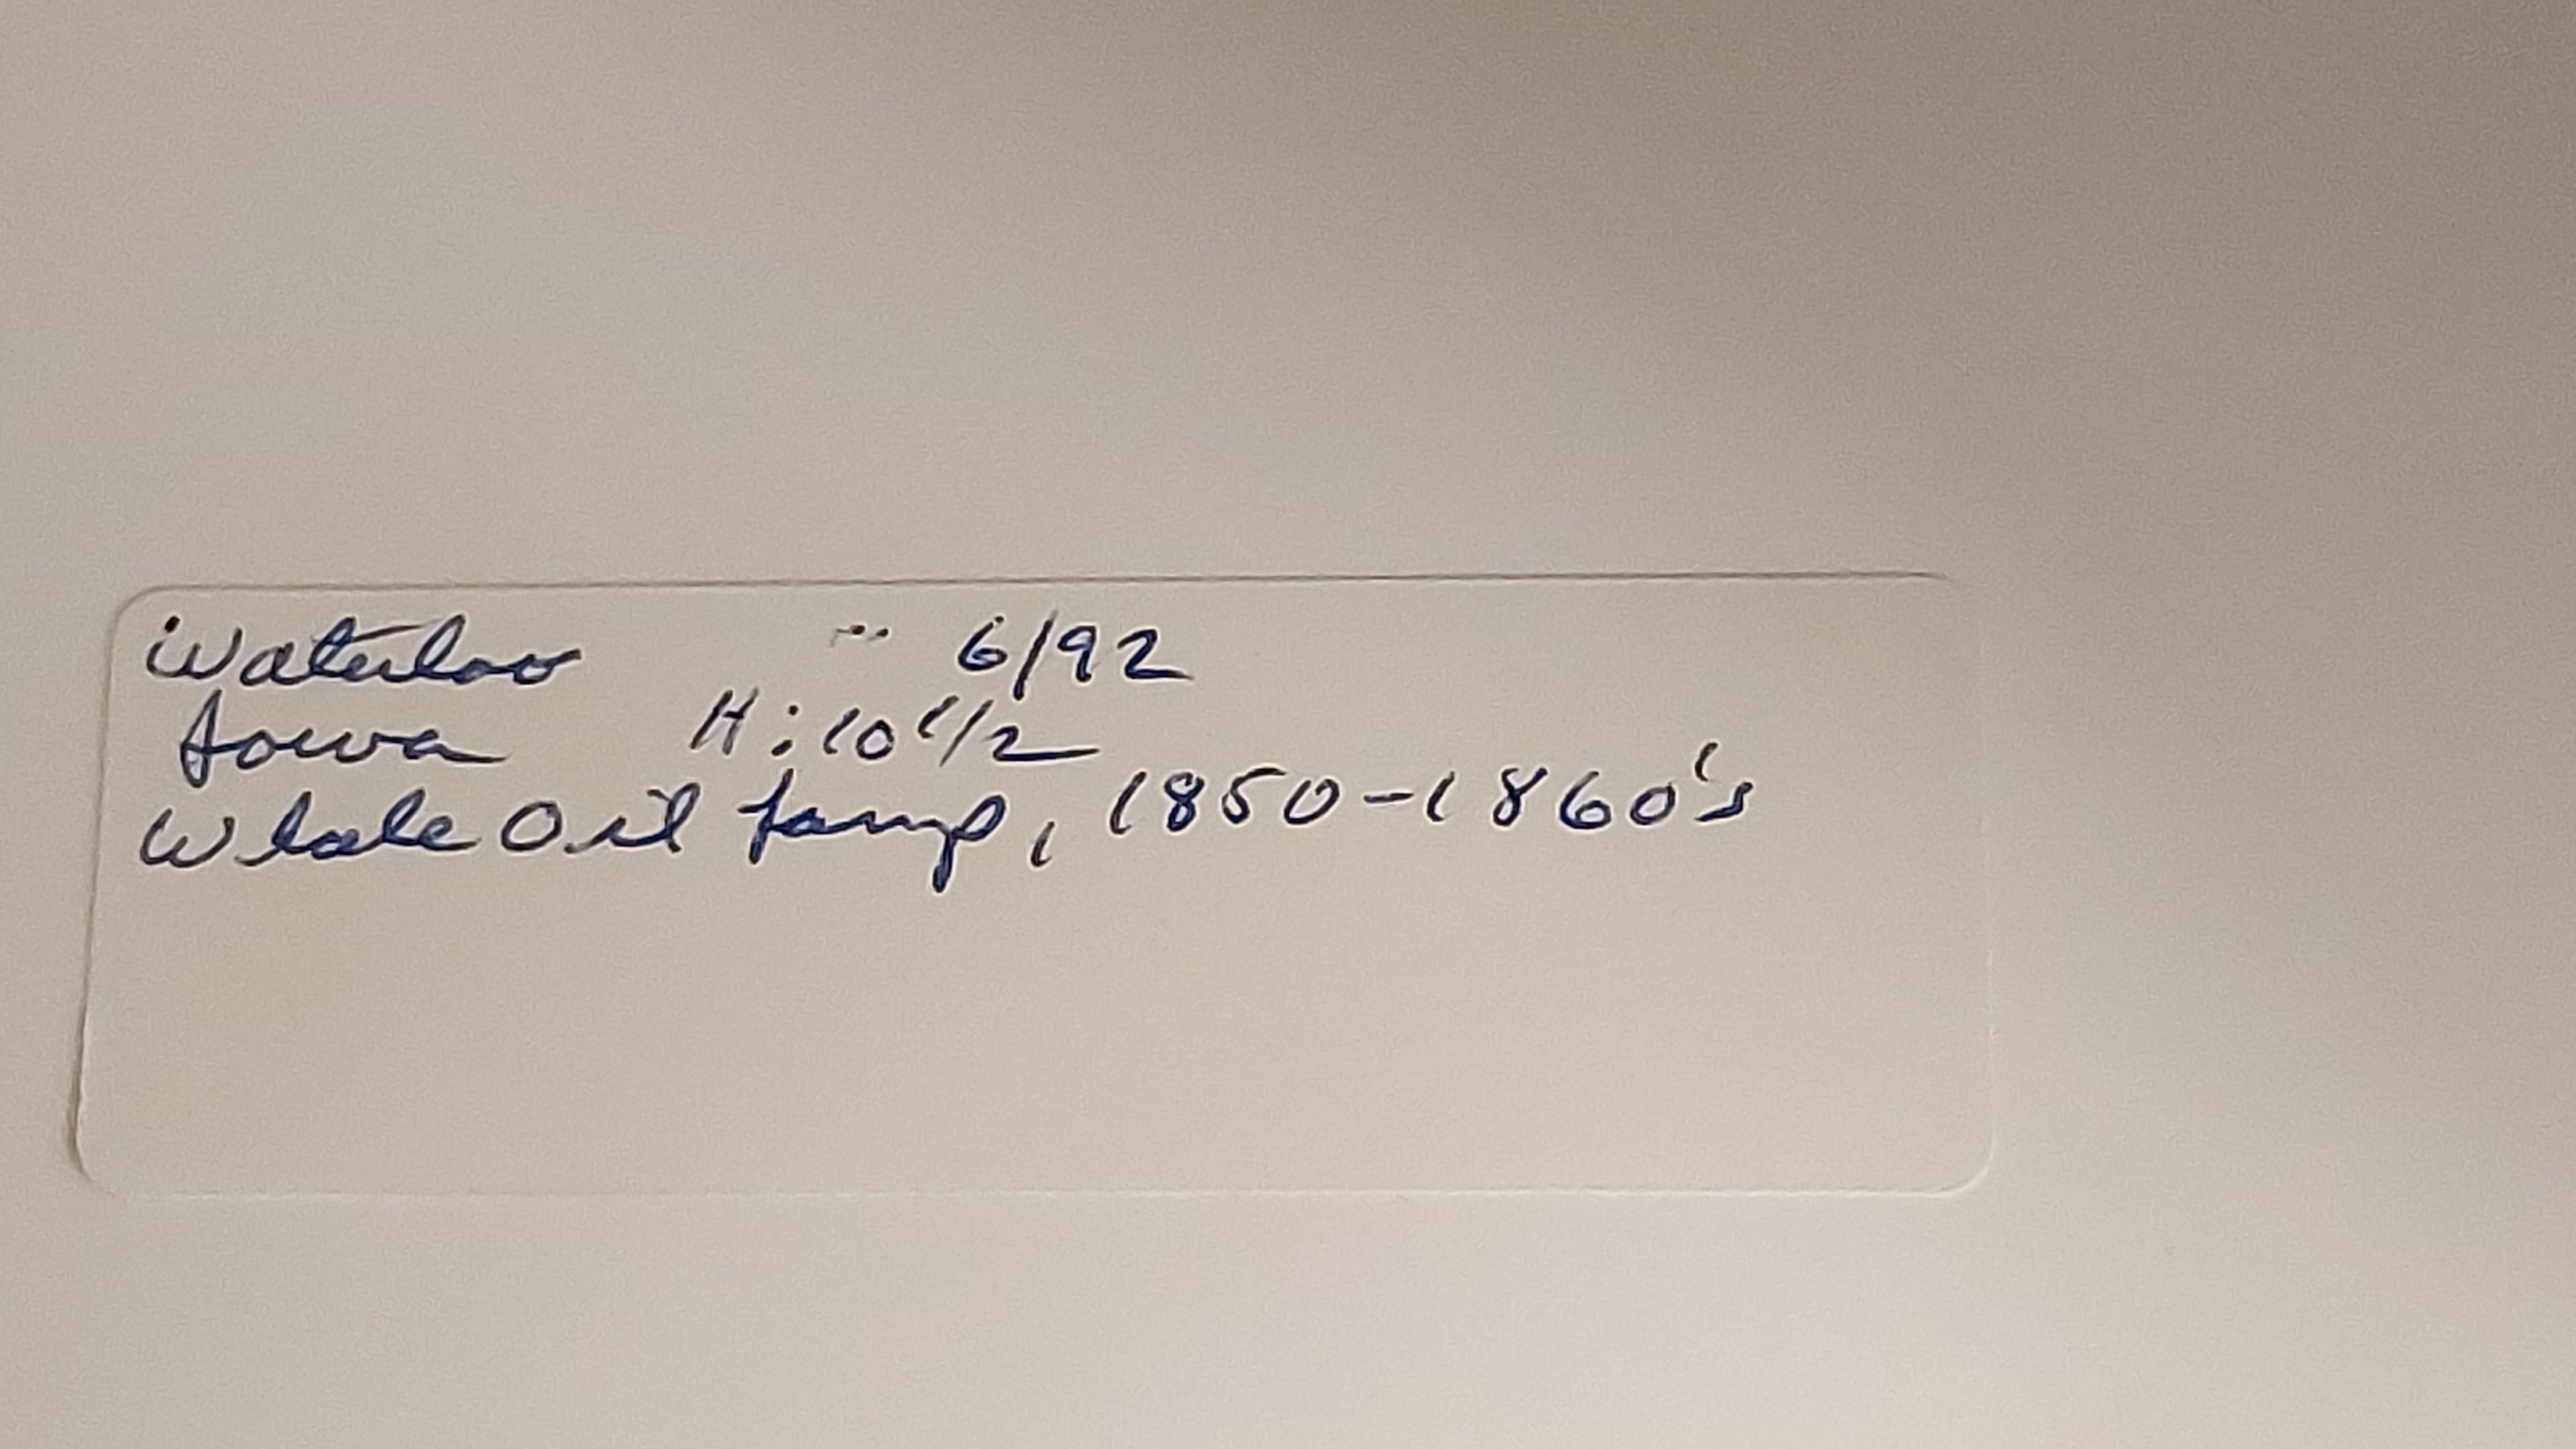 Waterloo 6/92
Iowa H: 10 1/2
Whale Oil Lamp, 1850-1860's